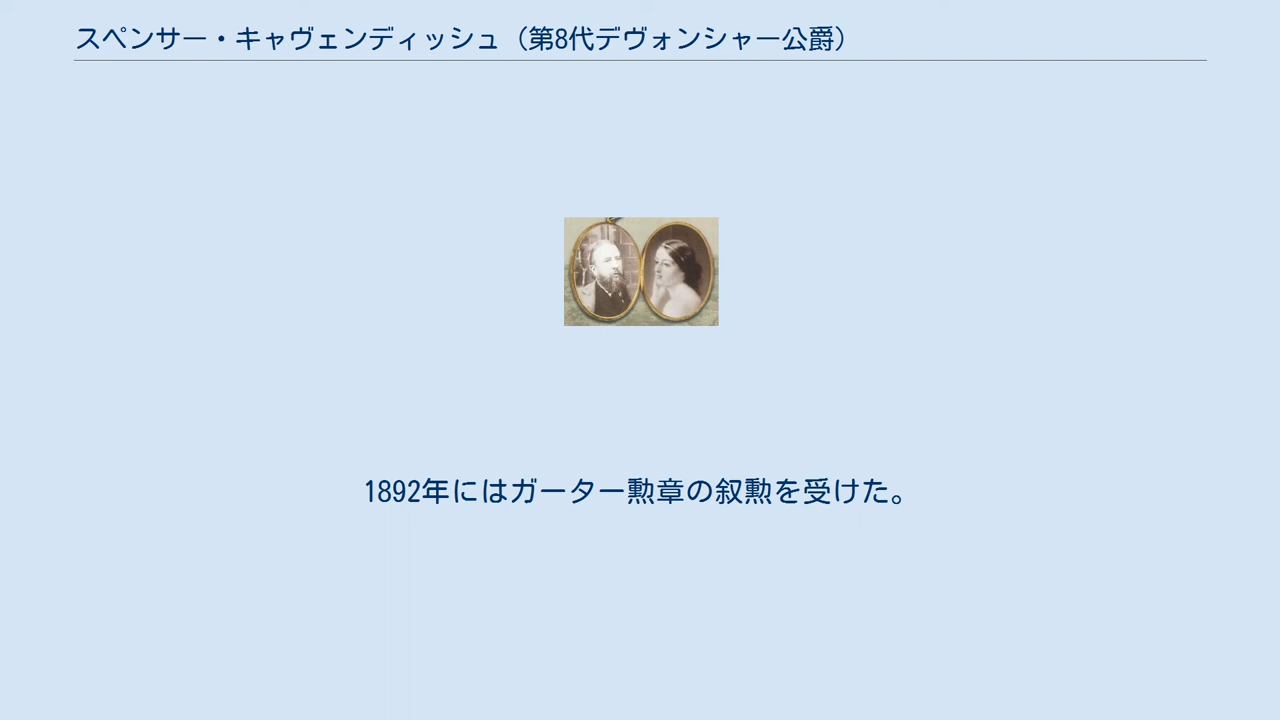 スペンサー・キャヴェンディッシュ（第8代デヴォンシャー公爵）
1892年にはガーター勲章の叙勲を受けた。